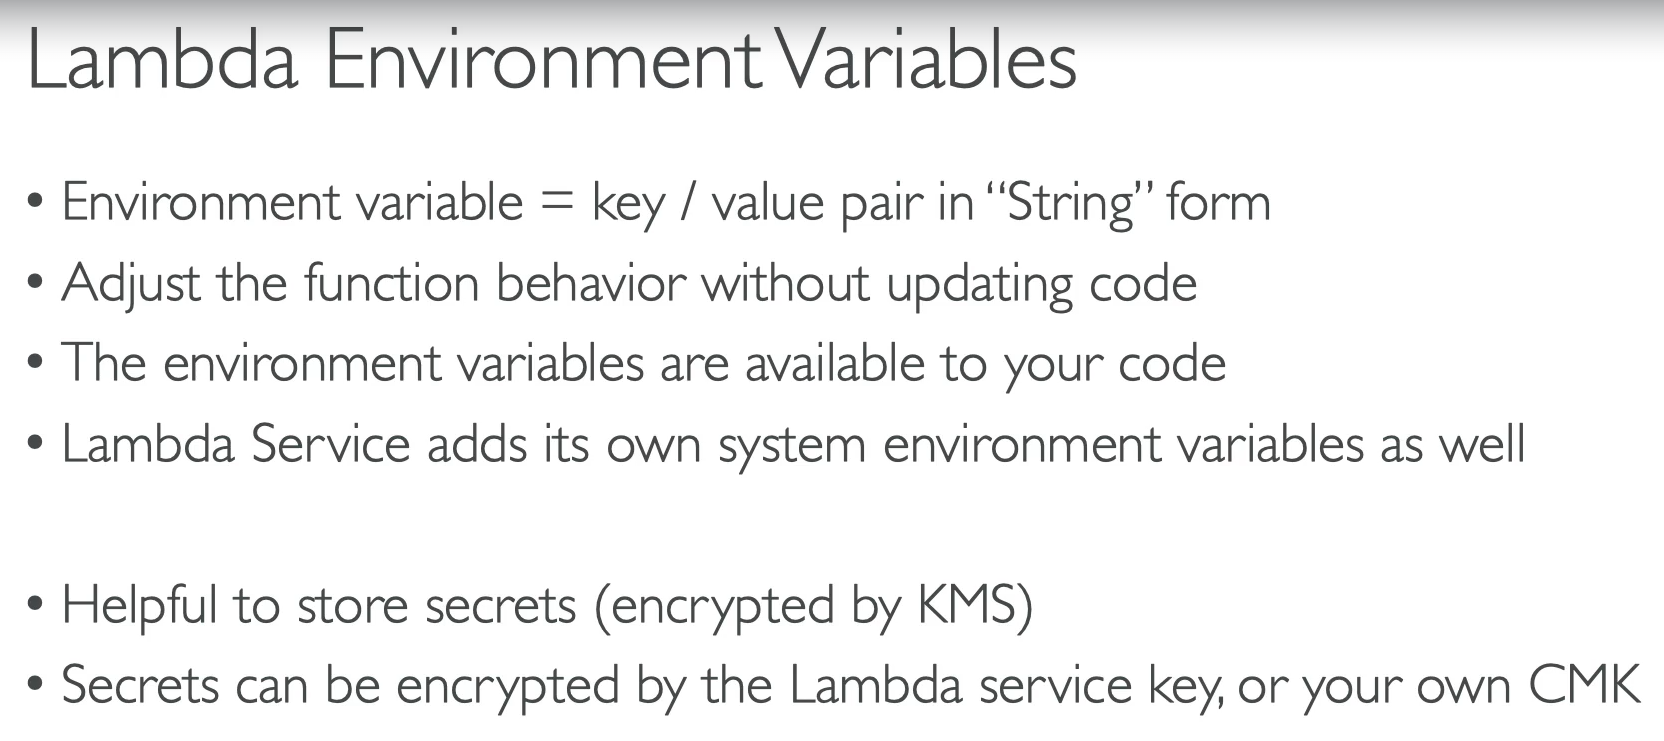 Lambda Environment Variables
• Environment variable = key / value pair in “String” form
• Adjust the function behavior without updating code
• The environment variables are available to your code
• Lambda Service adds its own system environment variables as well
• Helpful to store secrets (encrypted by KMS)
• Secrets can be encrypted by the Lambda service key, or your own CMK